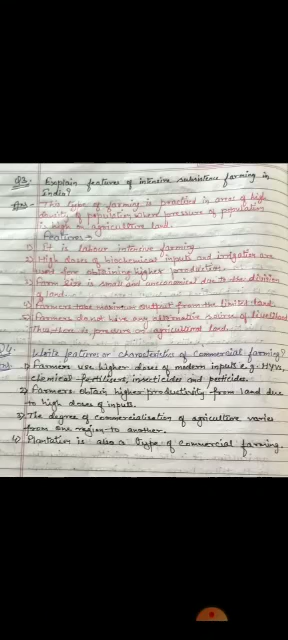 Q3. Explain features of intensive subsistence farming in
India?
Ans - This type of farming is practiced in areas of high
density of population where pressure of population
is high on agriculture land.
Features →
1) It is labour intensive farming.
2) High doses of biochemical inputs and irrigation are
used for obtaining higher production.
3) Farm size is small and uneconomical due to the division
of land.
4) Farmers take maximum output from the limited land
5) Farmers donot have any alternative source of livelihood
Thus there is pressure on agricultural land.
Q4. Write features or characteristics of commercial farming?
1) Farmers use higher doses of modern inputs e.g. HYVs,
chemical fertilisers, insecticides and pesticides.
2) Farmers obtain higher productivity from land due
to high doses of inputs.
3) The degree of commercialisation of agriculture varies
from one region to another.
4) Plantation is also a type of commercial farming.